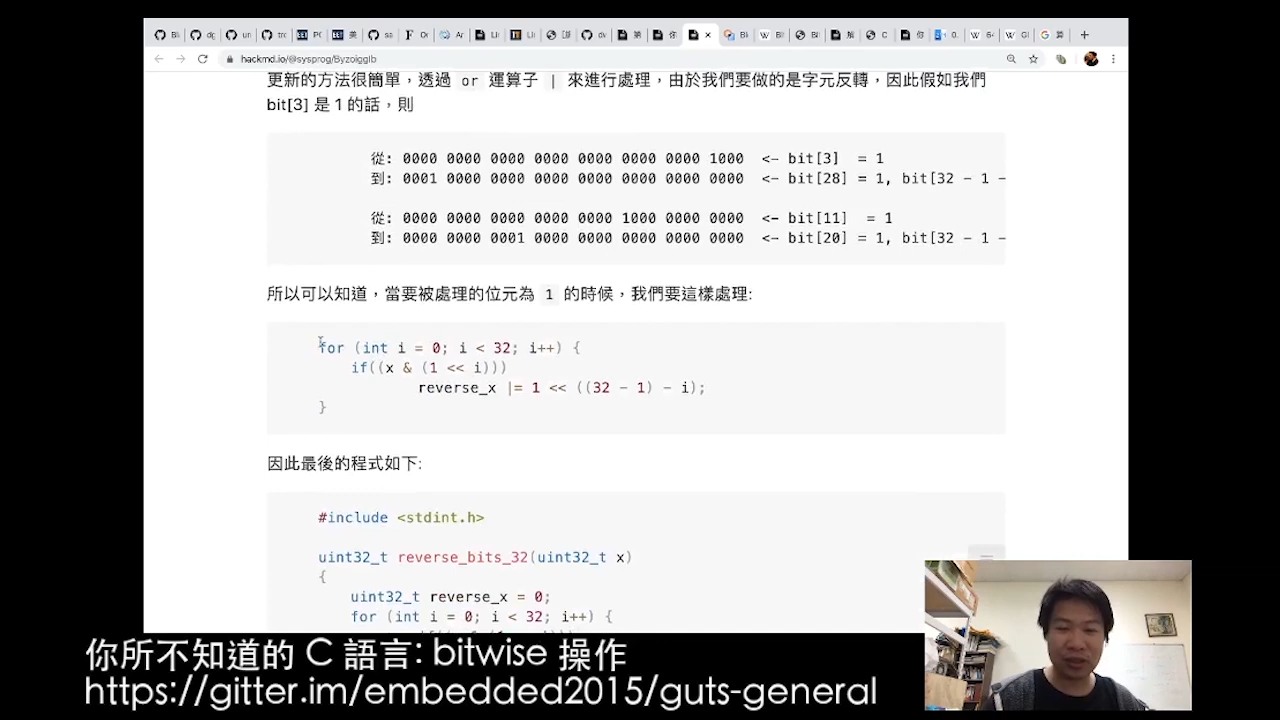 hackmd.io/@sysprog/Byzoigglb
更新的方法很簡單，透過 or 運算子 | 來進行處理，由於我們要做的是字元反轉，因此假如我們
bit[3] 是 1 的話，則
從: 0000 0000 0000 0000 0000 0000 0000 1000 <- bit[3] = 1
到: 0001 0000 0000 0000 0000 0000 0000 0000 <- bit[28] = 1, bit[32 - 1 -
從: 0000 0000 0000 0000 0000 1000 0000 0000 <- bit[11] = 1
到: 0000 0000 0001 0000 0000 0000 0000 0000 <- bit[20] = 1, bit[32 - 1 -
所以可以知道，當要被處理的位元為 1 的時候，我們要這樣處理:
for (int i = 0; i < 32; i++) {
if((x & (1 << i)))
reverse_x |= 1 << ((32 - 1) - i);
}
因此最後的程式如下:
#include <stdint.h>
uint32_t reverse_bits_32(uint32_t x)
{
uint32_t reverse_x = 0;
for (int i = 0; i < 32; i++) {
你所不知道的 C 語言: bitwise 操作
https://gitter.im/embedded2015/guts-general